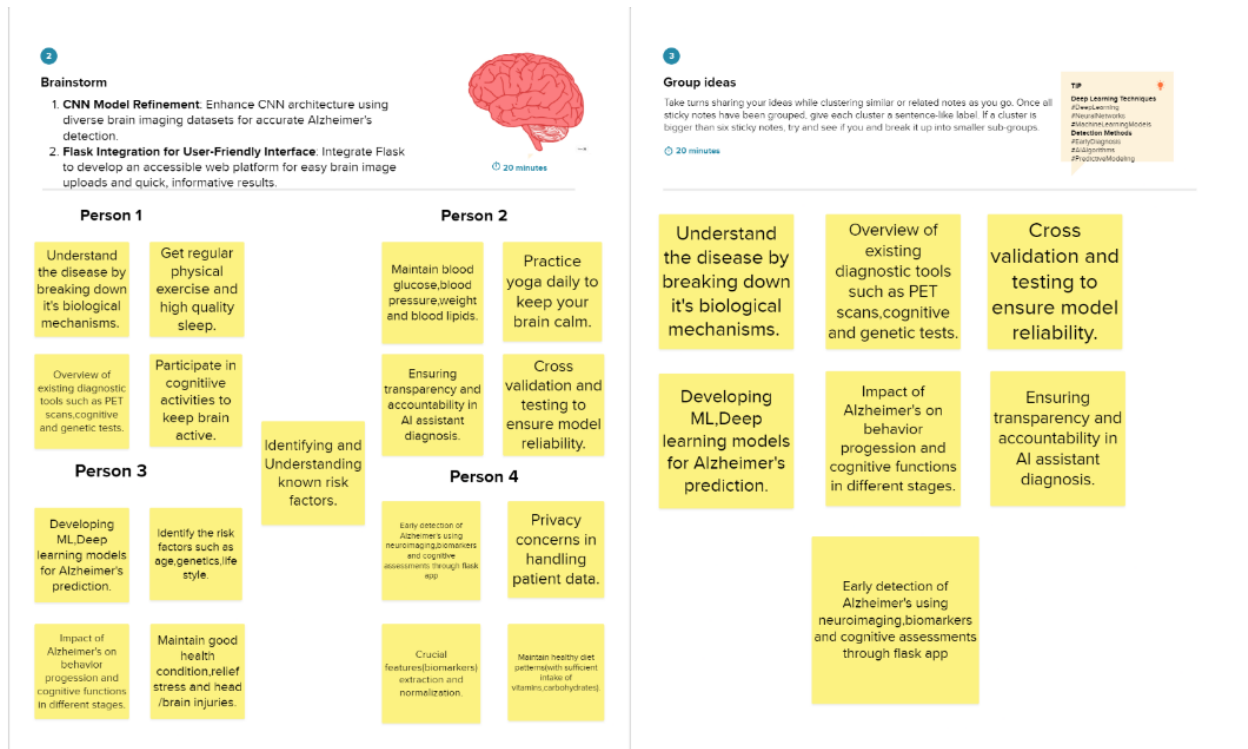 2
Brainstorm
1. CNN Model Refinement: Enhance CNN architecture using
diverse brain imaging datasets for accurate Alzheimer's
detection.
2. Flask Integration for User-Friendly Interface: Integrate Flask
to develop an accessible web platform for easy brain image
uploads and quick, informative results.
20 minutes
Person 1
Understand
the disease by
breaking down
it's biological
mechanisms.
Get regular
physical
exercise and
high quality
sleep.
Overview of
existing diagnostic
tools such as PET
scans,cognitive
and genetic tests.
Participate in
cognitiive
activities to
keep brain
active.
Person 2
Maintain blood
glucose,blood
pressure,weight
and blood lipids.
Practice
yoga daily to
keep your
brain calm.
Ensuring
transparency and
accountability in
AI assistant
diagnosis.
Cross
validation and
testing to
ensure model
reliability.
Identifying and
Understanding
known risk
factors.
Person 3
Developing
ML,Deep
learning models
for Alzheimer's
prediction.
Identify the risk
factors such as
age,genetics,life
style.
Impact of
Alzheimer's on
behavior
progession and
cognitive functions
in different stages.
Maintain good
health
condition,relief
stress and head
/brain injuries.
Person 4
Early detection of
Alzheimer's using
neuroimaging,biomarkers
and cognitive
assessments through flask
app
Privacy
concerns in
handling
patient data.
Crucial
features(biomarkers)
extraction and
normalization.
Maintain healthy diet
patterns(with sufficient
intake of
vitamins,carbohydrates)
3
Group ideas
Take turns sharing your ideas while clustering similar or related notes as you go. Once all
sticky notes have been grouped, give each cluster a sentence-like label. If a cluster is
bigger than six sticky notes, try and see if you and break it up into smaller sub-groups.
20 minutes
TIP
Deep Learning Techniques
#DeepLearning
#NeuralNetworks
#MachineLearningModels
Detection Methods
#EarlyDiagnosis
#AIAlgorithms
#PredictiveModeling
Understand
the disease by
breaking down
it's biological
mechanisms.
Overview of
existing
diagnostic tools
such as PET
scans,cognitive
and genetic tests.
Cross
validation and
testing to
ensure model
reliability.
Developing
ML,Deep
learning models
for Alzheimer's
prediction.
Impact of
Alzheimer's on
behavior
progession and
cognitive functions
in different stages.
Ensuring
transparency and
accountability in
AI assistant
diagnosis.
Early detection of
Alzheimer's using
neuroimaging,biomarkers
and cognitive assessments
through flask app